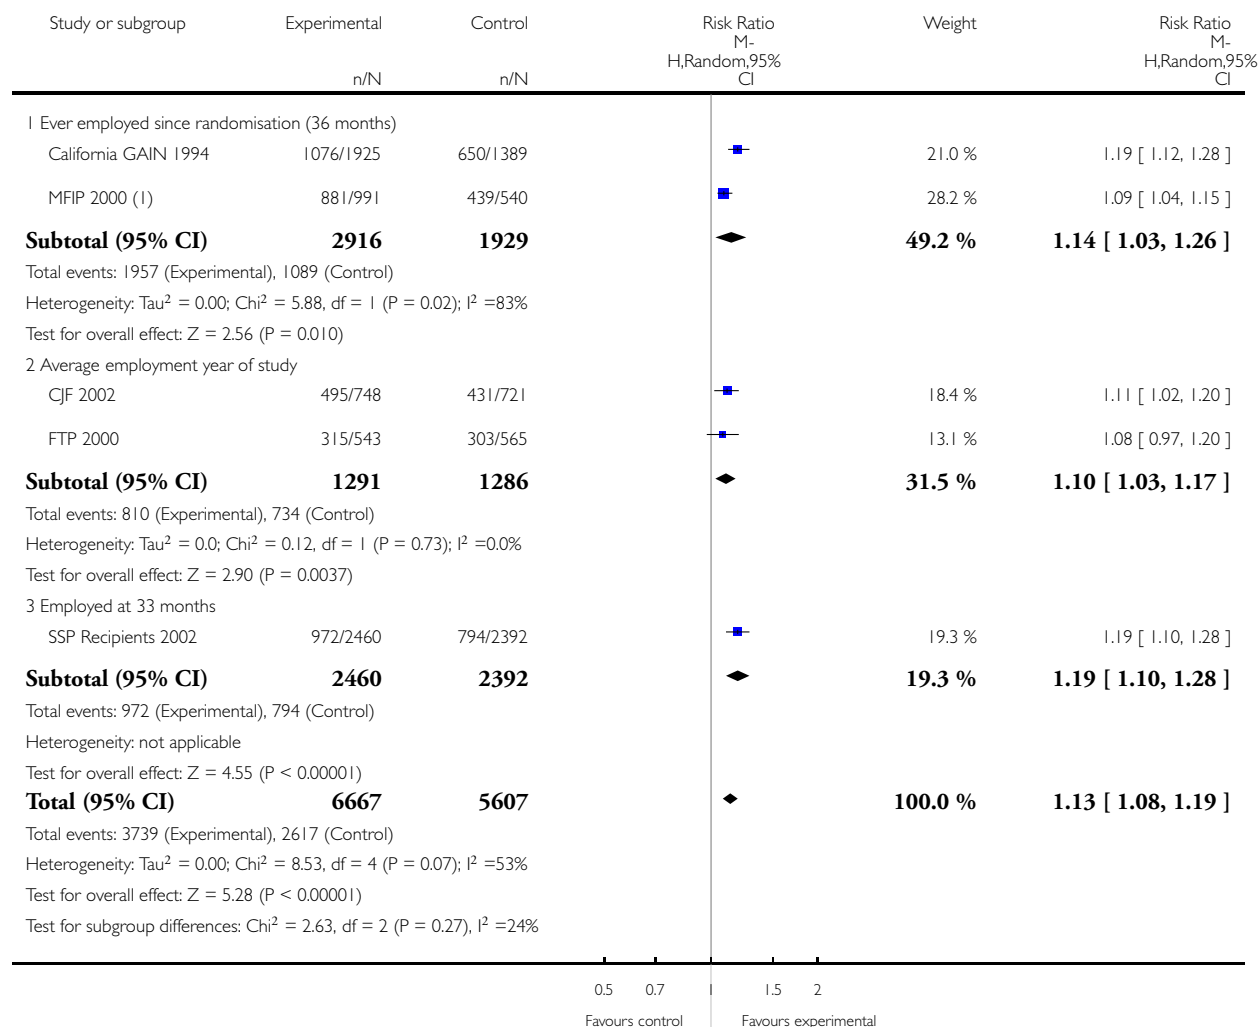 Study or subgroup Experimental Control Risk Ratio Weight Risk Ratio
M-
H,Random,95%
CI
M-
H,Random,95%
CI
n/N n/N
1 Ever employed since randomisation (36 months)
California GAIN 1994 1076/1925 650/1389 21.0 % 1.19 [ 1.12, 1.28 ]
MFIP 2000 (1) 881/991 439/540 28.2 % 1.09 [ 1.04, 1.15 ]
Subtotal (95% CI) 2916 1929 49.2 % 1.14 [ 1.03, 1.26 ]
Total events: 1957 (Experimental), 1089 (Control)
Heterogeneity: Tau² = 0.00; Chi² = 5.88, df = 1 (P = 0.02); I² =83%
Test for overall effect: Z = 2.56 (P = 0.010)
2 Average employment year of study
CJF 2002 495/748 431/721 18.4 % 1.11 [ 1.02, 1.20 ]
FTP 2000 315/543 303/565 13.1 % 1.08 [ 0.97, 1.20 ]
Subtotal (95% CI) 1291 1286 31.5 % 1.10 [ 1.03, 1.17 ]
Total events: 810 (Experimental), 734 (Control)
Heterogeneity: Tau² = 0.0; Chi² = 0.12, df = 1 (P = 0.73); I² =0.0%
Test for overall effect: Z = 2.90 (P = 0.0037)
3 Employed at 33 months
SSP Recipients 2002 972/2460 794/2392 19.3 % 1.19 [ 1.10, 1.28 ]
Subtotal (95% CI) 2460 2392 19.3 % 1.19 [ 1.10, 1.28 ]
Total events: 972 (Experimental), 794 (Control)
Heterogeneity: not applicable
Test for overall effect: Z = 4.55 (P < 0.00001)
Total (95% CI) 6667 5607 100.0 % 1.13 [ 1.08, 1.19 ]
Total events: 3739 (Experimental), 2617 (Control)
Heterogeneity: Tau² = 0.00; Chi² = 8.53, df = 4 (P = 0.07); I² =53%
Test for overall effect: Z = 5.28 (P < 0.00001)
Test for subgroup differences: Chi² = 2.63, df = 2 (P = 0.27), I² =24%
0.5 0.7 1 1.5 2
Favours control Favours experimental